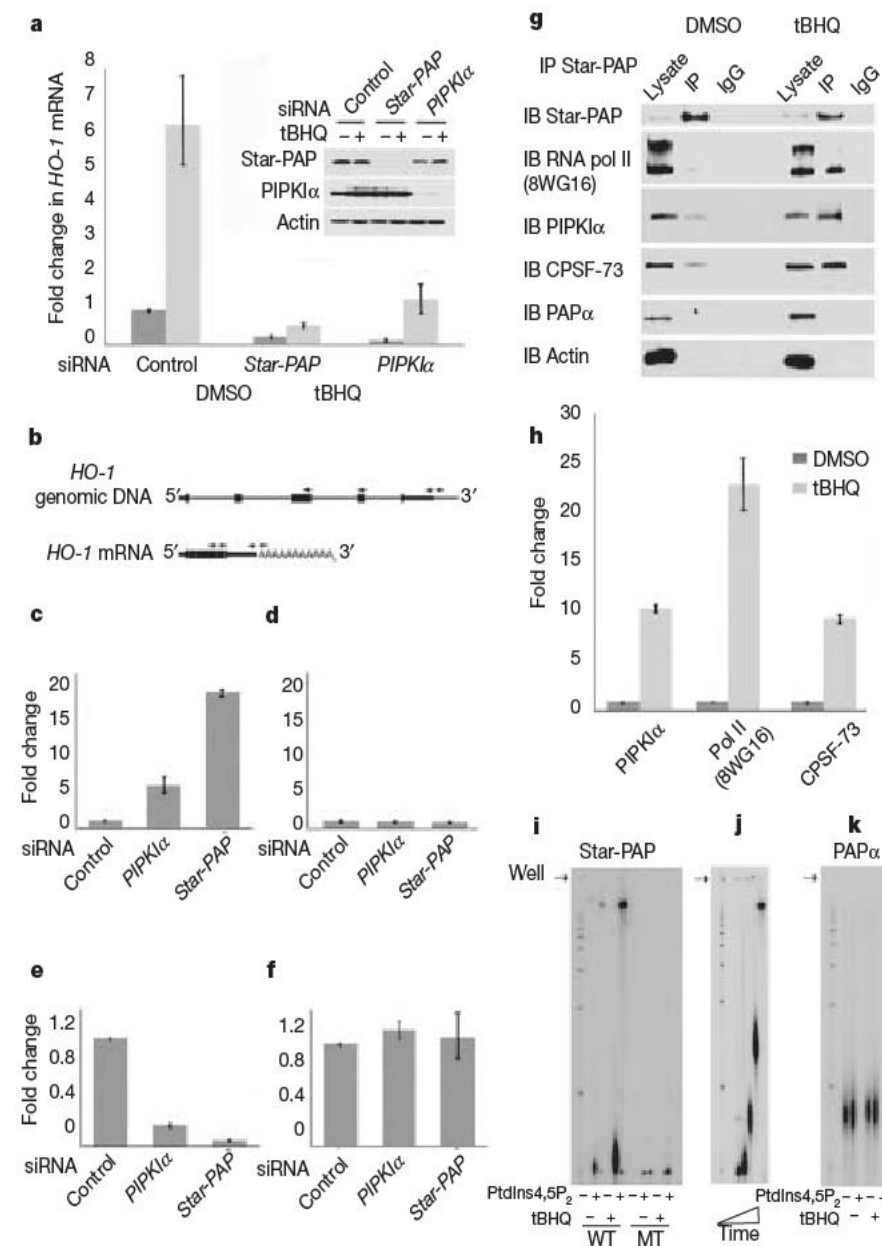 a
8
7
6
5
4
3
2
1
0
Fold change in HO-1 mRNA
siRNA Control Star-PAP PIPKIα
tBHQ − + − + − +
Star-PAP
PIPKIα
Actin
siRNA Control Star-PAP PIPKIα
DMSO tBHQ
b
HO-1
genomic DNA 5′ 3′
HO-1 mRNA 5′ 3′
c
20
15
10
5
0
Fold change
siRNA Control PIPKIα Star-PAP
d
20
15
10
5
0
siRNA Control PIPKIα Star-PAP
e
1.2
0.8
0.4
0
Fold change
siRNA Control PIPKIα Star-PAP
f
1.2
0.8
0.4
0
siRNA Control PIPKIα Star-PAP
g
DMSO tBHQ
IP Star-PAP Lysate IP IgG Lysate IP IgG
IB Star-PAP
IB RNA pol II
(8WG16)
IB PIPKIα
IB CPSF-73
IB PAPα
IB Actin
h
30
25
20
15
10
5
0
Fold change
DMSO
tBHQ
PIPKIα Pol II
(8WG16) CPSF-73
i
Star-PAP
Well
PtdIns4,5P2 − + − + − + − +
tBHQ − + − +
WT MT
j
Time
k
PAPα
PtdIns4,5P2 − + −
tBHQ − +